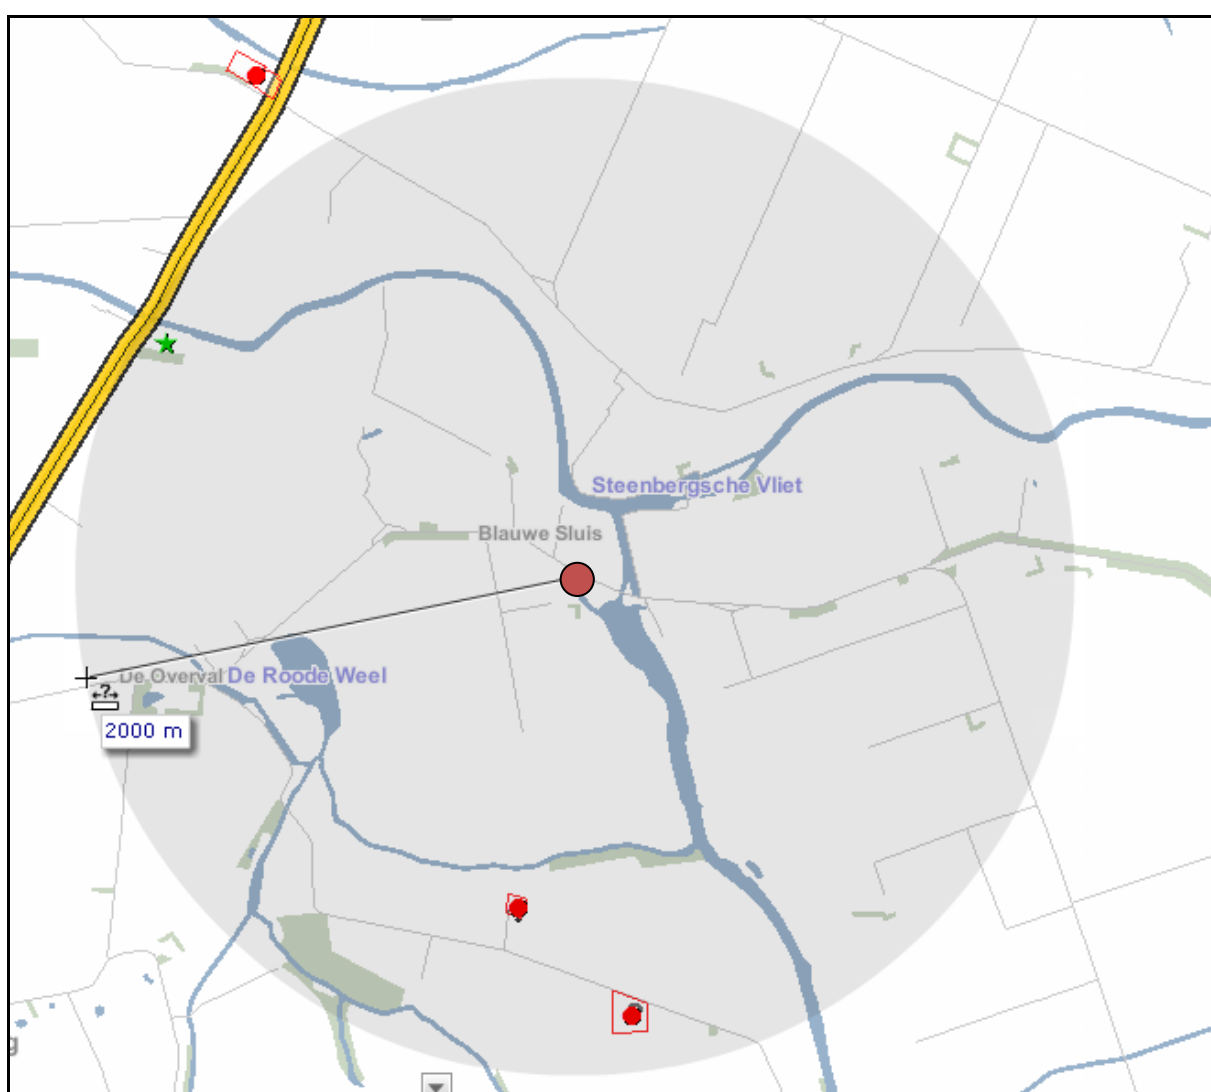 Steenbergsche Vliet
Blauwe Sluis
De Overval De Roode Weel
?
2000 m
g